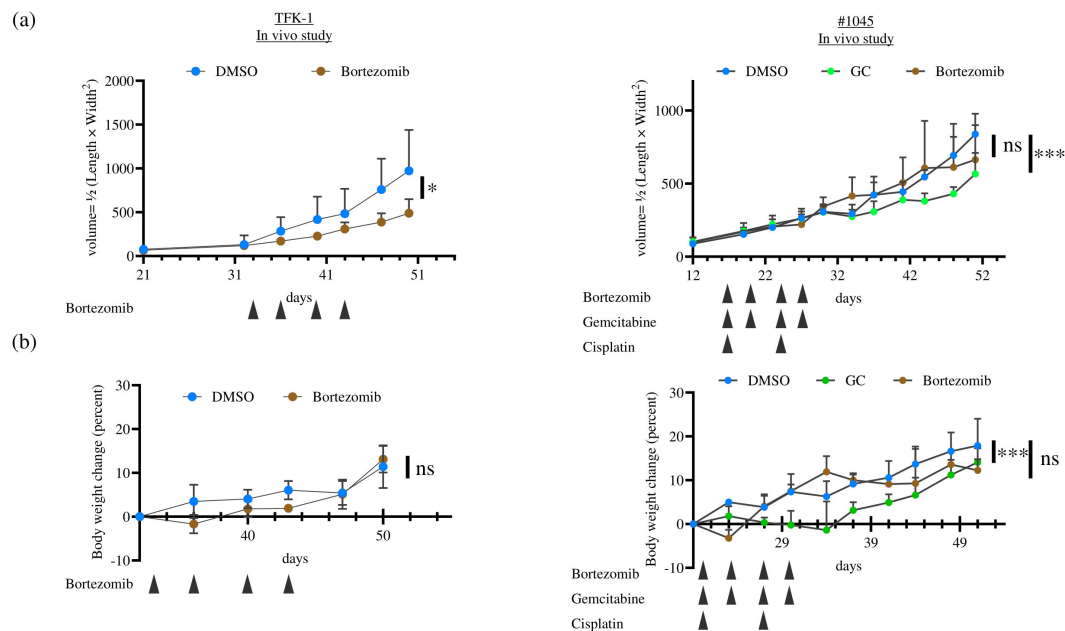 (a)
TFK-1
In vivo study
DMSO
Bortezomib
volume= ½ (Length × Width²)
2000
1500
1000
500
0
21
31
41
51
days
*
Bortezomib
#1045
In vivo study
DMSO
GC
Bortezomib
volume= ½ (Length × Width²)
1000
500
0
12
22
32
42
52
days
ns
***
Bortezomib
Gemcitabine
Cisplatin
(b)
DMSO
Bortezomib
Body weight change (percent)
30
20
10
0
-10
40
50
days
ns
Bortezomib
DMSO
GC
Bortezomib
Body weight change (percent)
30
20
10
0
-10
29
39
49
days
***
ns
Bortezomib
Gemcitabine
Cisplatin